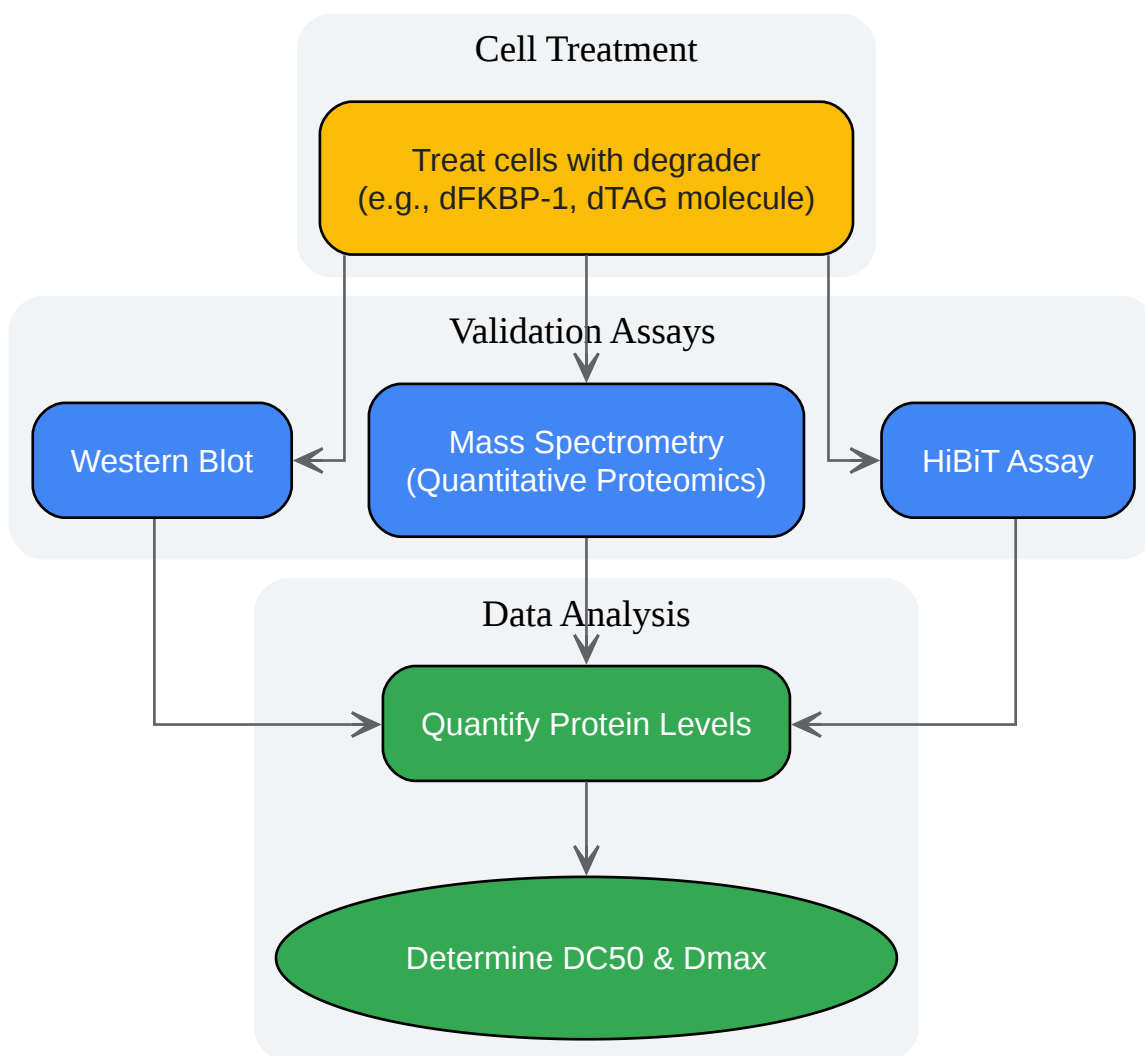 Cell Treatment
Treat cells with degrader
(e.g., dFKBP-1, dTAG molecule)
Validation Assays
Western Blot
Mass Spectrometry
(Quantitative Proteomics)
HiBiT Assay
Data Analysis
Quantify Protein Levels
Determine DC50 & Dmax